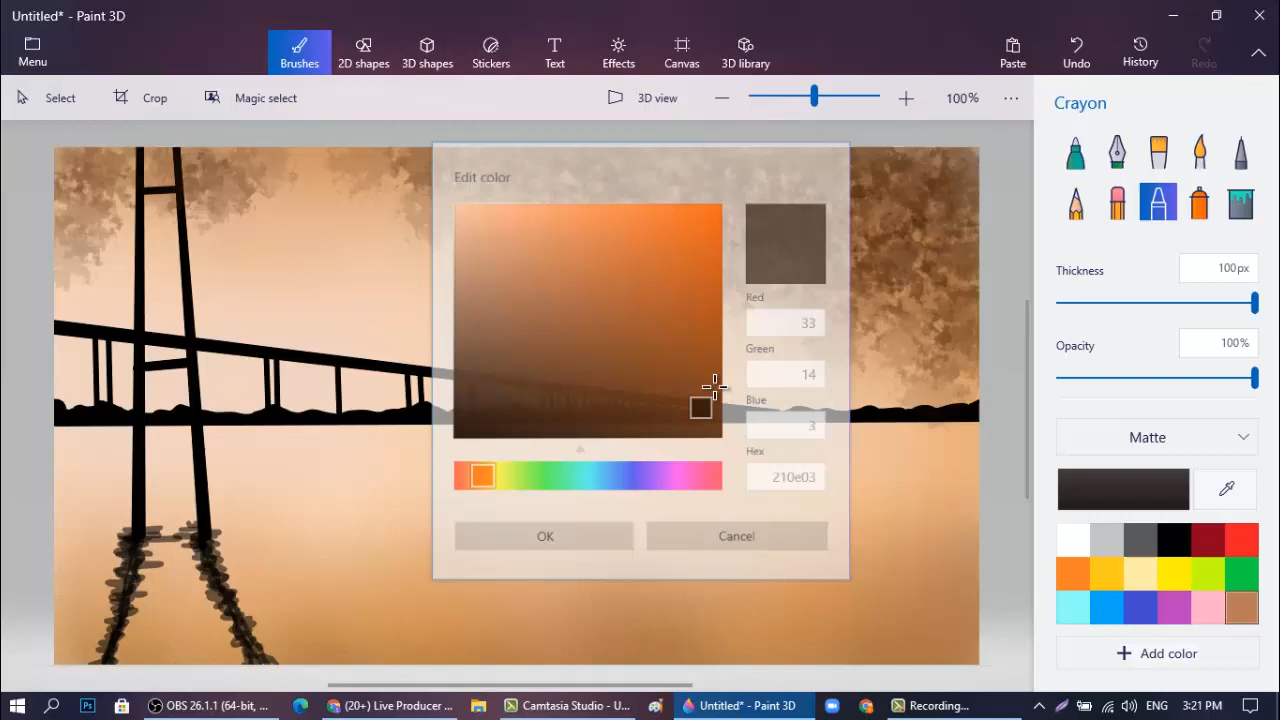 Untitled* - Paint 3D
Menu
Brushes
2D shapes
3D shapes
Stickers
Text
Effects
Canvas
3D library
Paste
Undo
History
Redo
Select
Crop
Magic select
3D view
100%
Crayon
Edit color
Red
33
Green
14
Blue
3
Hex
210e03
OK
Cancel
Thickness
100px
Opacity
100%
Matte
Add color
Ps
OBS 26.1.1 (64-bit, ...
(20+) Live Producer ...
Camtasia Studio - U...
Untitled* - Paint 3D
Recording...
ENG
3:21 PM